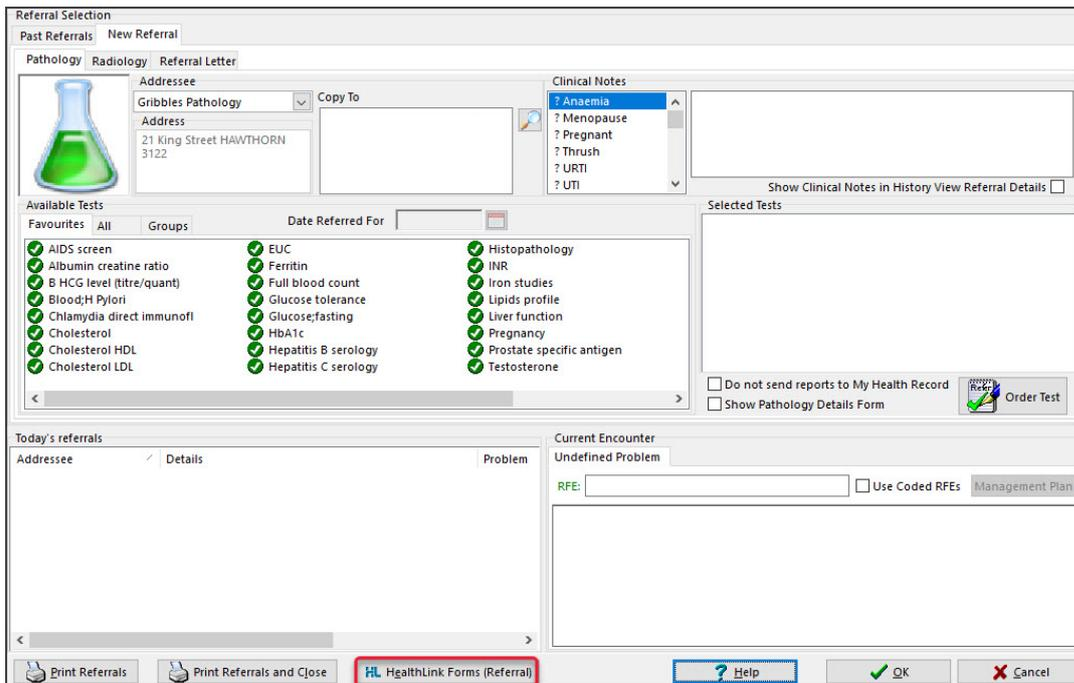 Referral Selection
Past Referrals New Referral
Pathology Radiology Referral Letter
Addressee
Gribbles Pathology
Address
21 King Street HAWTHORN
3122
Copy To
Clinical Notes
? Anaemia
? Menopause
? Pregnant
? Thrush
? URTI
? UTI
Show Clinical Notes in History View Referral Details
Available Tests
Favourites All Groups
Date Referred For
AIDS screen
Albumin creatine ratio
B HCG level (titre/quant)
Blood;H Pylori
Chlamydia direct immunofl
Cholesterol
Cholesterol HDL
Cholesterol LDL
EUC
Ferritin
Full blood count
Glucose tolerance
Glucose;fasting
HbA1c
Hepatitis B serology
Hepatitis C serology
Histopathology
INR
Iron studies
Lipids profile
Liver function
Pregnancy
Prostate specific antigen
Testosterone
Selected Tests
Do not send reports to My Health Record
Show Pathology Details Form
Refer
Order Test
Today's referrals
Addressee Details Problem
Current Encounter
Undefined Problem
RFE: Use Coded RFEs Management Plan
Print Referrals Print Referrals and Close HL HealthLink Forms (Referral) ? Help OK Cancel